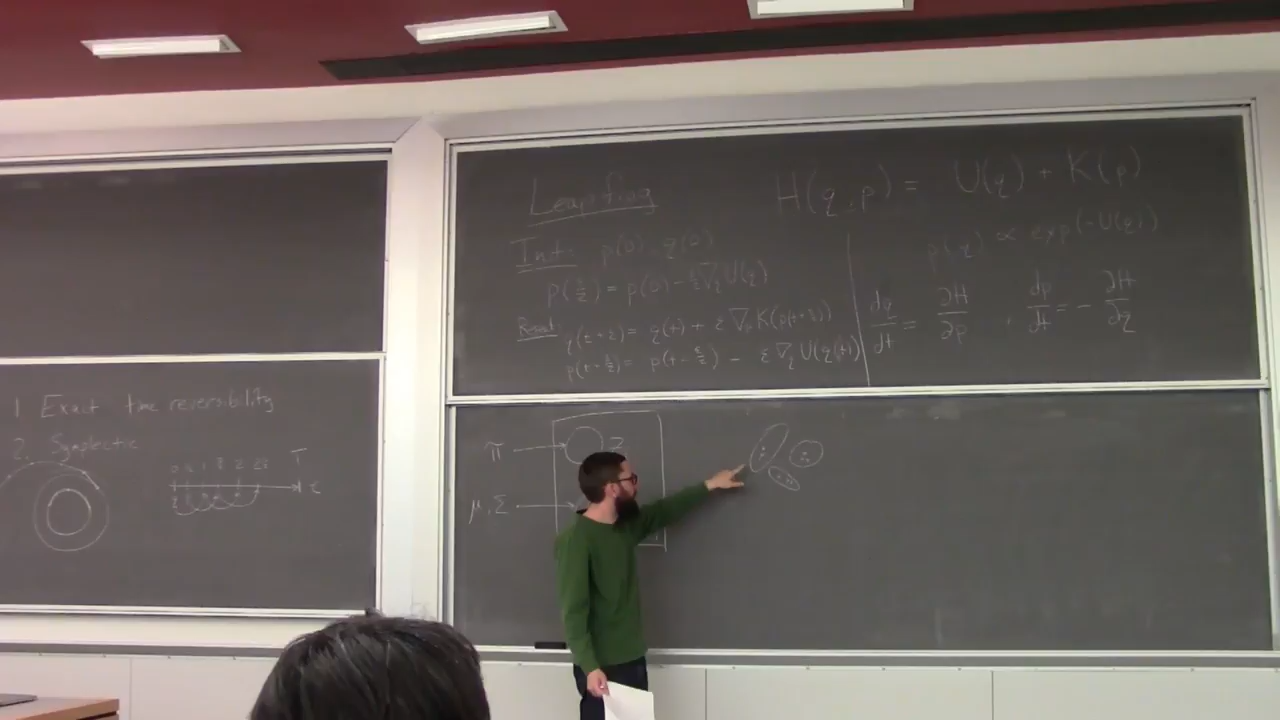 1 Exact time reversibility
2. Symplectic
T
t
Leapfrog
H(q,p) = U(q) + K(p)
Init: p(0), q(0)
p(ε/2) = p(0) - ε/2 ∇q U(q)
q(t+ε) = q(t) + ε ∇p K(p(t+ε/2))
p(t+ε/2) = p(t-ε/2) - ε ∇q U(q(t))
p(q) ∝ exp(-U(q))
dq/dt = ∂H/∂p , dp/dt = - ∂H/∂q
π
z
μ,Σ